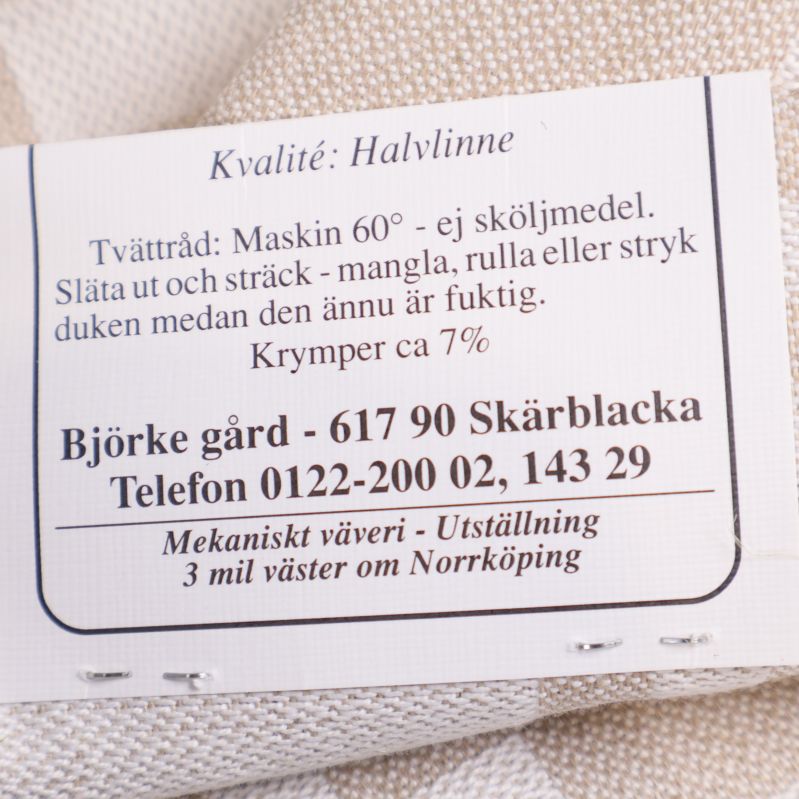 Kvalité: Halvlinne
Tvättråd: Maskin 60° - ej sköljmedel.
Släta ut och sträck - mangla, rulla eller stryk
duken medan den ännu är fuktig.
Krymper ca 7%
Björke gård - 617 90 Skärblacka
Telefon 0122-200 02, 143 29
Mekaniskt väveri - Utställning
3 mil väster om Norrköping